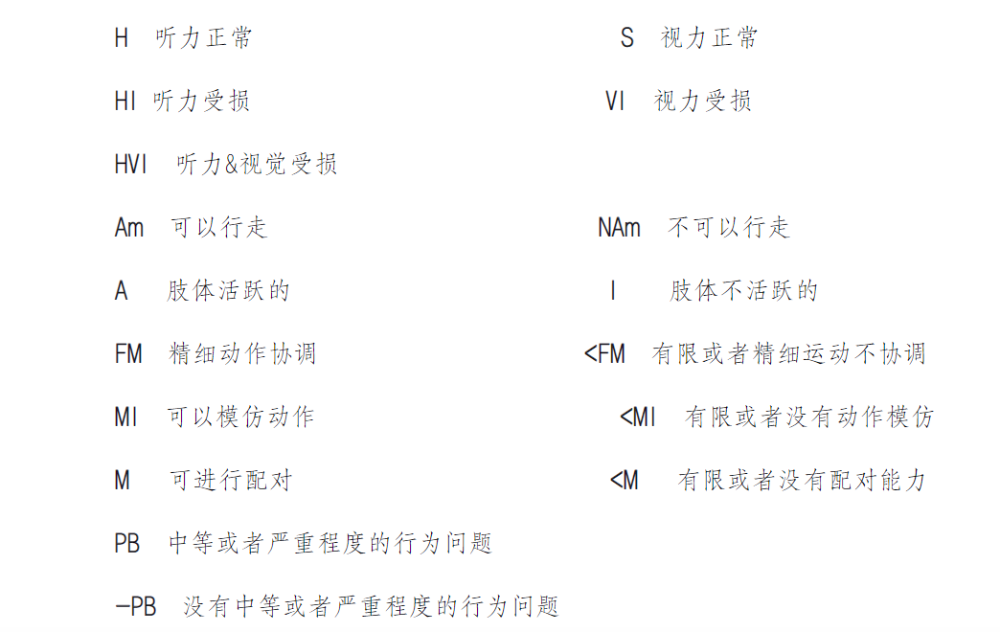 H 听力正常 S 视力正常
HI 听力受损 VI 视力受损
HVI 听力&视觉受损
Am 可以行走 NAm 不可以行走
A 肢体活跃的 I 肢体不活跃的
FM 精细动作协调 <FM 有限或者精细运动不协调
MI 可以模仿动作 <MI 有限或者没有动作模仿
M 可进行配对 <M 有限或者没有配对能力
PB 中等或者严重程度的行为问题
—PB 没有中等或者严重程度的行为问题